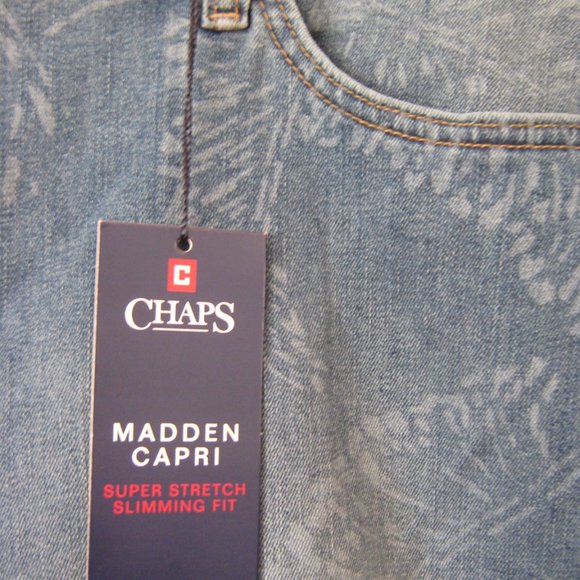 C
CHAPS
MADDEN
CAPRI
SUPER STRETCH
SLIMMING FIT